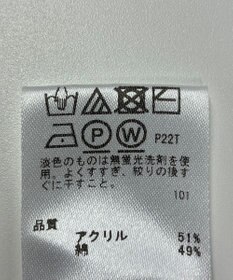 P W P22T
淡色のものは無蛍光洗剤を使
用。よくすすぎ、絞りの後す
ぐに干すこと。
101
品質
アクリル 51%
綿 49%